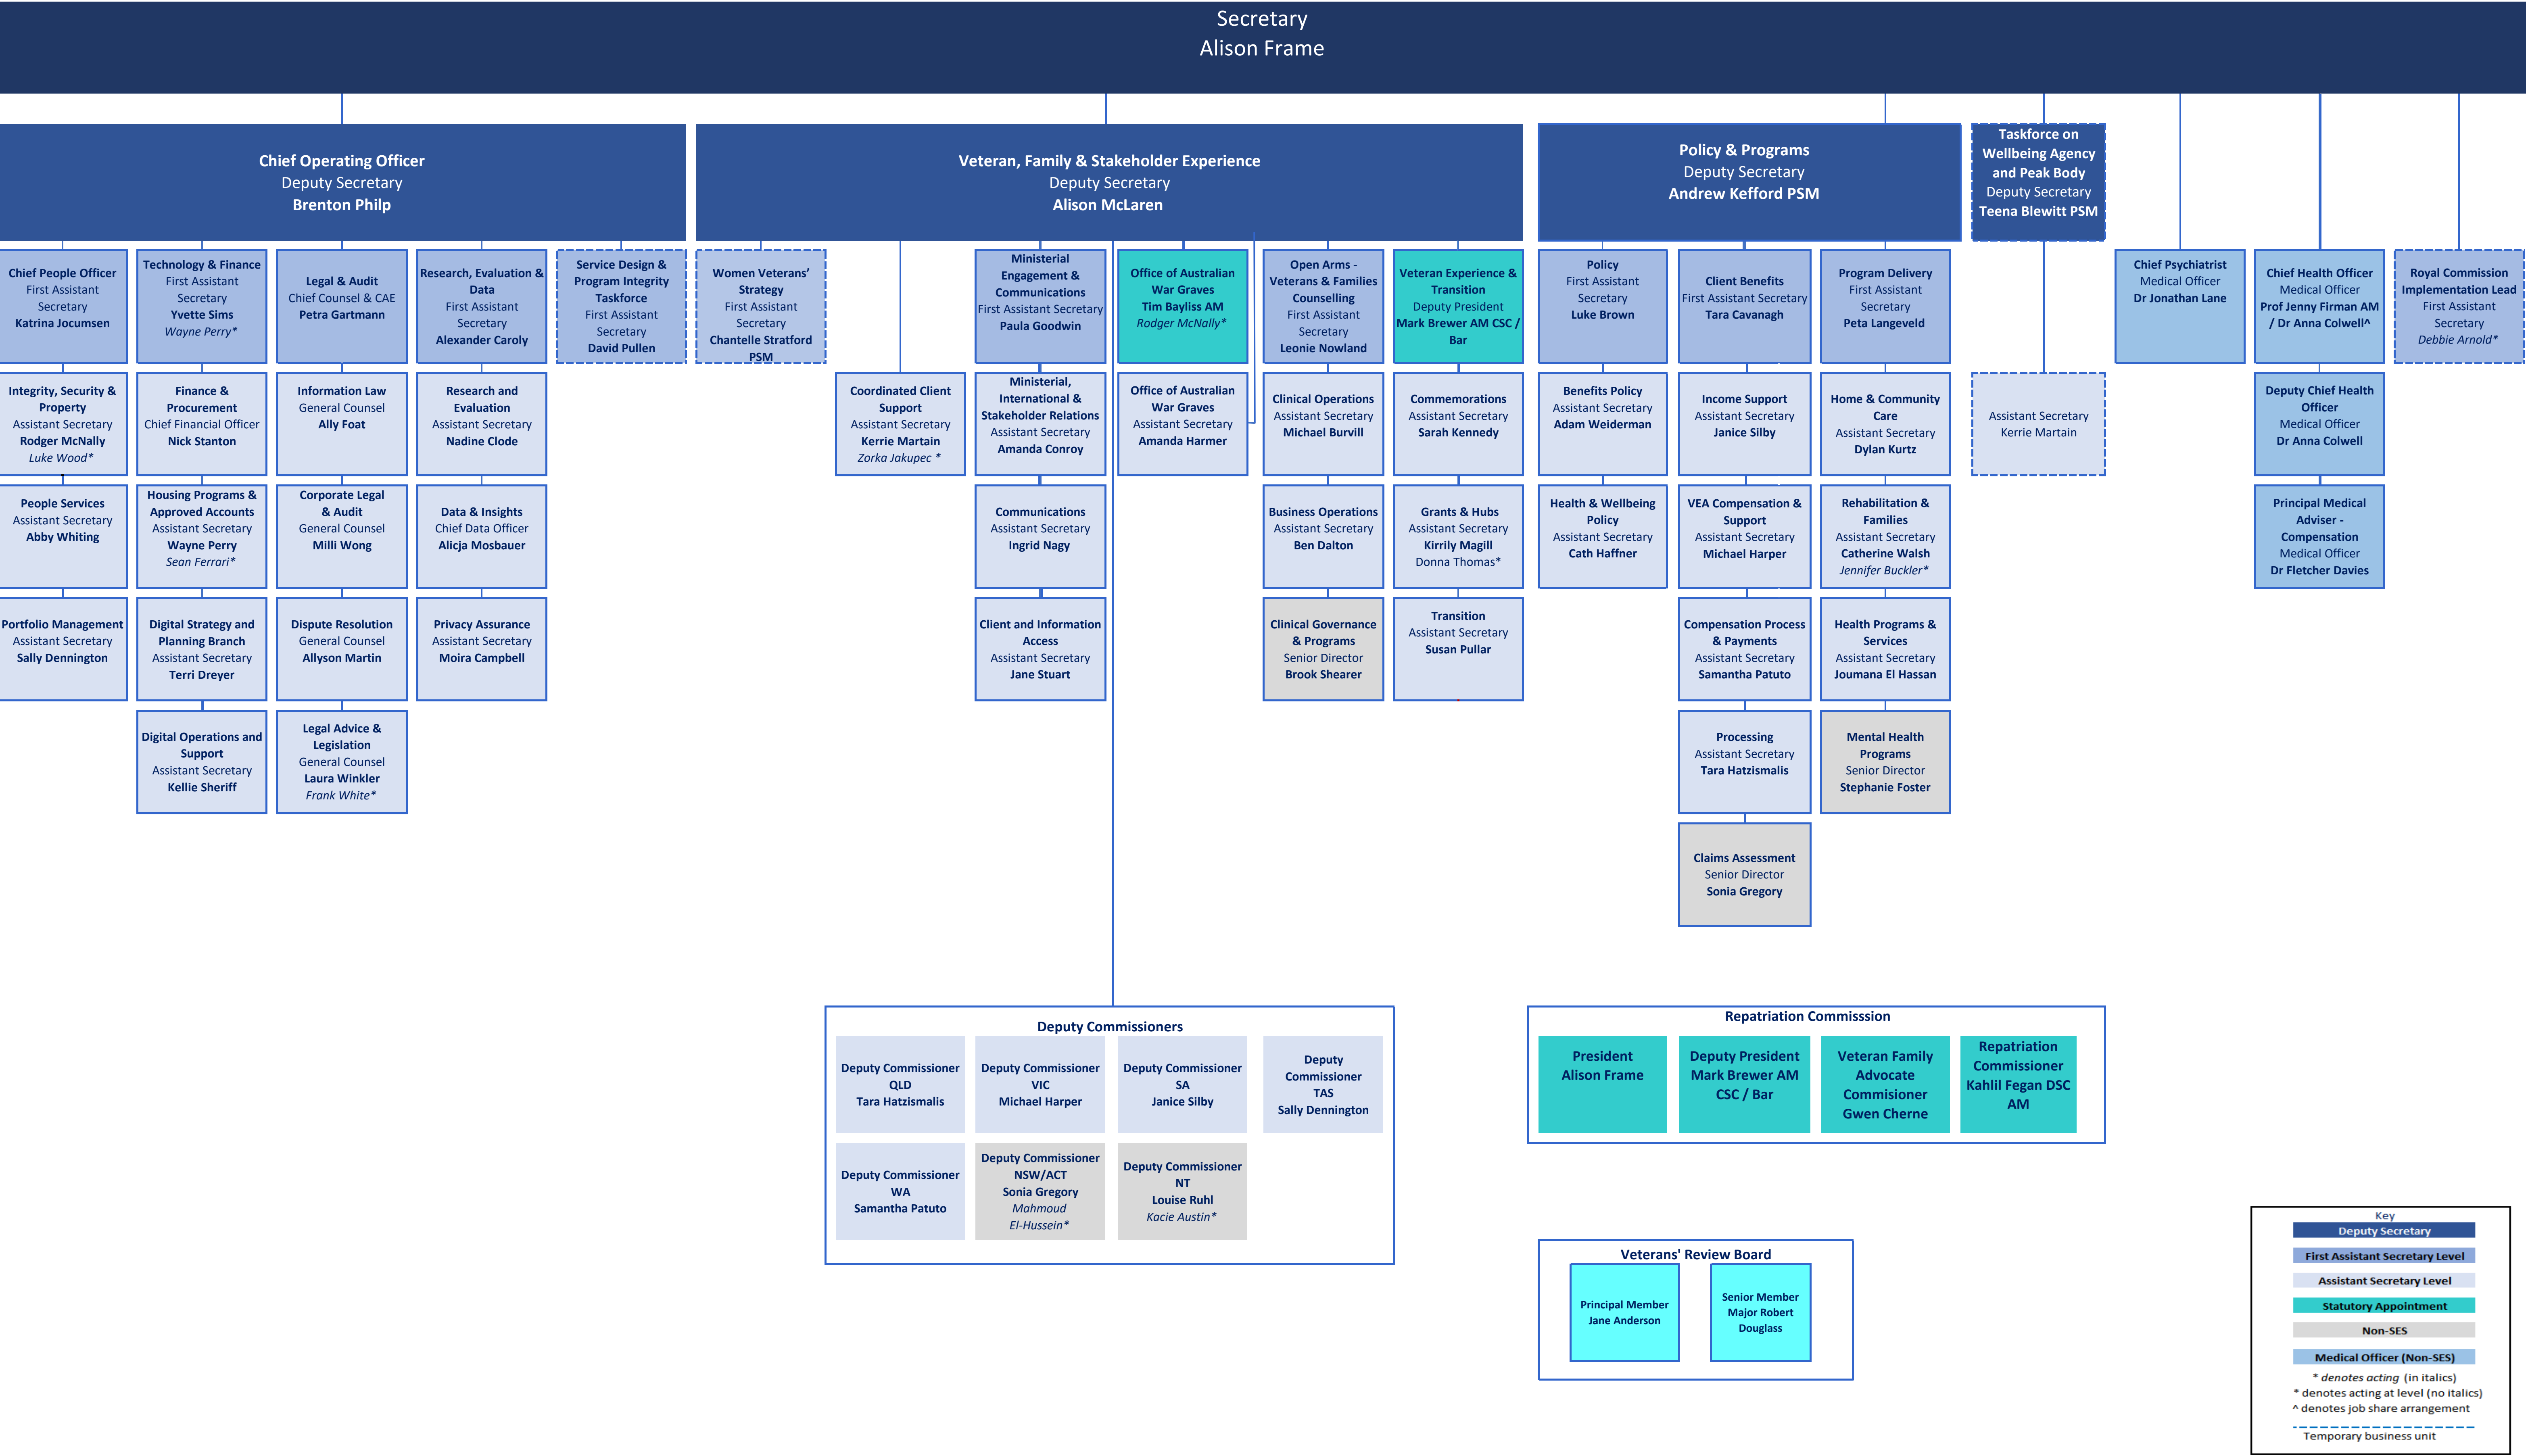 Secretary
Alison Frame
Chief Operating Officer
Deputy Secretary
Brenton Philp
Veteran, Family & Stakeholder Experience
Deputy Secretary
Alison McLaren
Policy & Programs
Deputy Secretary
Andrew Kefford PSM
Taskforce on
Wellbeing Agency
and Peak Body
Deputy Secretary
Teena Blewitt PSM
Chief People Officer
First Assistant
Secretary
Katrina Jocumsen
Technology & Finance
First Assistant
Secretary
Yvette Sims
Wayne Perry*
Legal & Audit
Chief Counsel & CAE
Petra Gartmann
Research, Evaluation &
Data
First Assistant
Secretary
Alexander Caroly
Service Design &
Program Integrity
Taskforce
First Assistant
Secretary
David Pullen
Women Veterans’
Strategy
First Assistant
Secretary
Chantelle Stratford
PSM
Ministerial
Engagement &
Communications
First Assistant Secretary
Paula Goodwin
Office of Australian
War Graves
Tim Bayliss AM
Rodger McNally*
Open Arms -
Veterans & Families
Counselling
First Assistant
Secretary
Leonie Nowland
Veteran Experience &
Transition
Deputy President
Mark Brewer AM CSC /
Bar
Policy
First Assistant
Secretary
Luke Brown
Client Benefits
First Assistant Secretary
Tara Cavanagh
Program Delivery
First Assistant
Secretary
Peta Langeveld
Chief Psychiatrist
Medical Officer
Dr Jonathan Lane
Chief Health Officer
Medical Officer
Prof Jenny Firman AM
/ Dr Anna Colwell^
Royal Commission
Implementation Lead
First Assistant
Secretary
Debbie Arnold*
Integrity, Security &
Property
Assistant Secretary
Rodger McNally
Luke Wood*
Finance &
Procurement
Chief Financial Officer
Nick Stanton
Information Law
General Counsel
Ally Foat
Research and
Evaluation
Assistant Secretary
Nadine Clode
Coordinated Client
Support
Assistant Secretary
Kerrie Martain
Zorka Jakupec *
Ministerial,
International &
Stakeholder Relations
Assistant Secretary
Amanda Conroy
Office of Australian
War Graves
Assistant Secretary
Amanda Harmer
Clinical Operations
Assistant Secretary
Michael Burvill
Commemorations
Assistant Secretary
Sarah Kennedy
Benefits Policy
Assistant Secretary
Adam Weiderman
Income Support
Assistant Secretary
Janice Silby
Home & Community
Care
Assistant Secretary
Dylan Kurtz
Assistant Secretary
Kerrie Martain
Deputy Chief Health
Officer
Medical Officer
Dr Anna Colwell
People Services
Assistant Secretary
Abby Whiting
Housing Programs &
Approved Accounts
Assistant Secretary
Wayne Perry
Sean Ferrari*
Corporate Legal
& Audit
General Counsel
Milli Wong
Data & Insights
Chief Data Officer
Alicja Mosbauer
Communications
Assistant Secretary
Ingrid Nagy
Business Operations
Assistant Secretary
Ben Dalton
Grants & Hubs
Assistant Secretary
Kirrily Magill
Donna Thomas*
Health & Wellbeing
Policy
Assistant Secretary
Cath Haffner
VEA Compensation &
Support
Assistant Secretary
Michael Harper
Rehabilitation &
Families
Assistant Secretary
Catherine Walsh
Jennifer Buckler*
Principal Medical
Adviser -
Compensation
Medical Officer
Dr Fletcher Davies
Portfolio Management
Assistant Secretary
Sally Dennington
Digital Strategy and
Planning Branch
Assistant Secretary
Terri Dreyer
Dispute Resolution
General Counsel
Allyson Martin
Privacy Assurance
Assistant Secretary
Moira Campbell
Client and Information
Access
Assistant Secretary
Jane Stuart
Clinical Governance
& Programs
Senior Director
Brook Shearer
Transition
Assistant Secretary
Susan Pullar
Compensation Process
& Payments
Assistant Secretary
Samantha Patuto
Health Programs &
Services
Assistant Secretary
Joumana El Hassan
Digital Operations and
Support
Assistant Secretary
Kellie Sheriff
Legal Advice &
Legislation
General Counsel
Laura Winkler
Frank White*
Processing
Assistant Secretary
Tara Hatzismalis
Mental Health
Programs
Senior Director
Stephanie Foster
Claims Assessment
Senior Director
Sonia Gregory
Deputy Commissioners
Deputy Commissioner
QLD
Tara Hatzismalis
Deputy Commissioner
VIC
Michael Harper
Deputy Commissioner
SA
Janice Silby
Deputy
Commissioner
TAS
Sally Dennington
Deputy Commissioner
WA
Samantha Patuto
Deputy Commissioner
NSW/ACT
Sonia Gregory
Mahmoud
El-Hussein*
Deputy Commissioner
NT
Louise Ruhl
Kacie Austin*
Repatriation Commisssion
President
Alison Frame
Deputy President
Mark Brewer AM
CSC / Bar
Veteran Family
Advocate
Commisioner
Gwen Cherne
Repatriation
Commissioner
Kahlil Fegan DSC
AM
Veterans' Review Board
Principal Member
Jane Anderson
Senior Member
Major Robert
Douglass
Key
Deputy Secretary
First Assistant Secretary Level
Assistant Secretary Level
Statutory Appointment
Non-SES
Medical Officer (Non-SES)
* denotes acting (in italics)
* denotes acting at level (no italics)
^ denotes job share arrangement
Temporary business unit